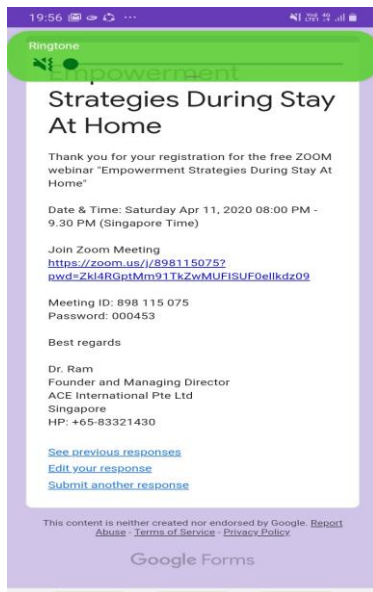 19:56
Ringtone
Empowerment
Strategies During Stay
At Home
Thank you for your registration for the free ZOOM
webinar "Empowerment Strategies During Stay At
Home"
Date & Time: Saturday Apr 11, 2020 08:00 PM -
9.30 PM (Singapore Time)
Join Zoom Meeting
https://zoom.us/j/898115075?
pwd=Zkl4RGptMm91TkZwMUFISUF0ellkdz09
Meeting ID: 898 115 075
Password: 000453
Best regards
Dr. Ram
Founder and Managing Director
ACE International Pte Ltd
Singapore
HP: +65-83321430
See previous responses
Edit your response
Submit another response
This content is neither created nor endorsed by Google. Report
Abuse - Terms of Service - Privacy Policy
Google Forms